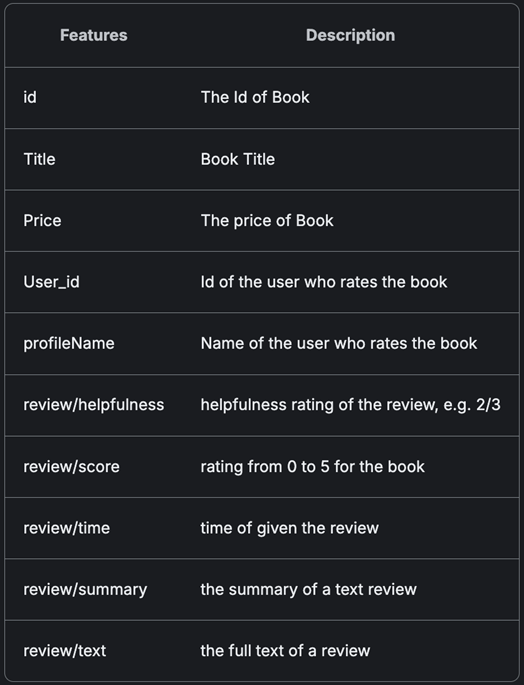 Features Description
id The Id of Book
Title Book Title
Price The price of Book
User_id Id of the user who rates the book
profileName Name of the user who rates the book
review/helpfulness helpfulness rating of the review, e.g. 2/3
review/score rating from 0 to 5 for the book
review/time time of given the review
review/summary the summary of a text review
review/text the full text of a review